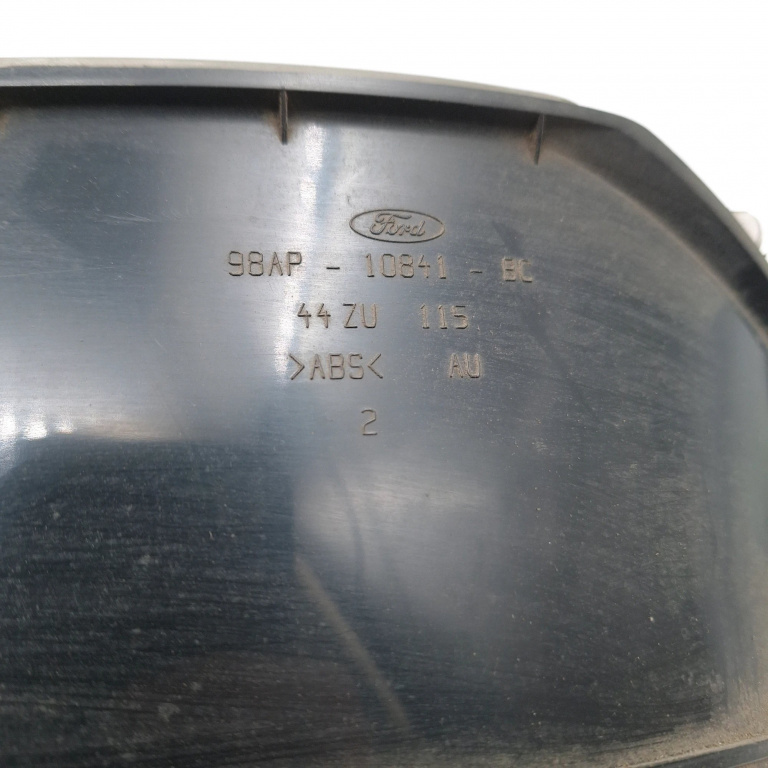 Ford
98AP - 10841 - BC
44 ZU 115
>ABS< AU
2